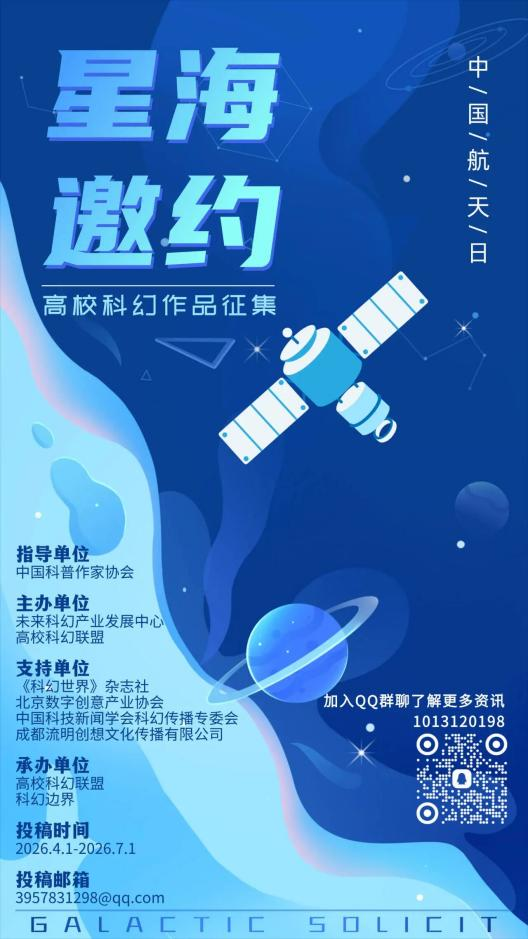 星海
邀约
中/国/航/天/日
高校科幻作品征集
指导单位
中国科普作家协会
主办单位
未来科幻产业发展中心
高校科幻联盟
支持单位
《科幻世界》杂志社
北京数字创意产业协会
中国科技新闻学会科幻传播专委会
成都流明创想文化传播有限公司
承办单位
高校科幻联盟
科幻边界
投稿时间
2026.4.1-2026.7.1
投稿邮箱
3957831298@qq.com
加入QQ群聊了解更多资讯
1013120198
GALACTIC SOLICIT